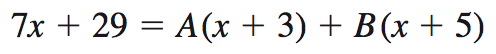 7x + 29 = A(x + 3) + B(x + 5)